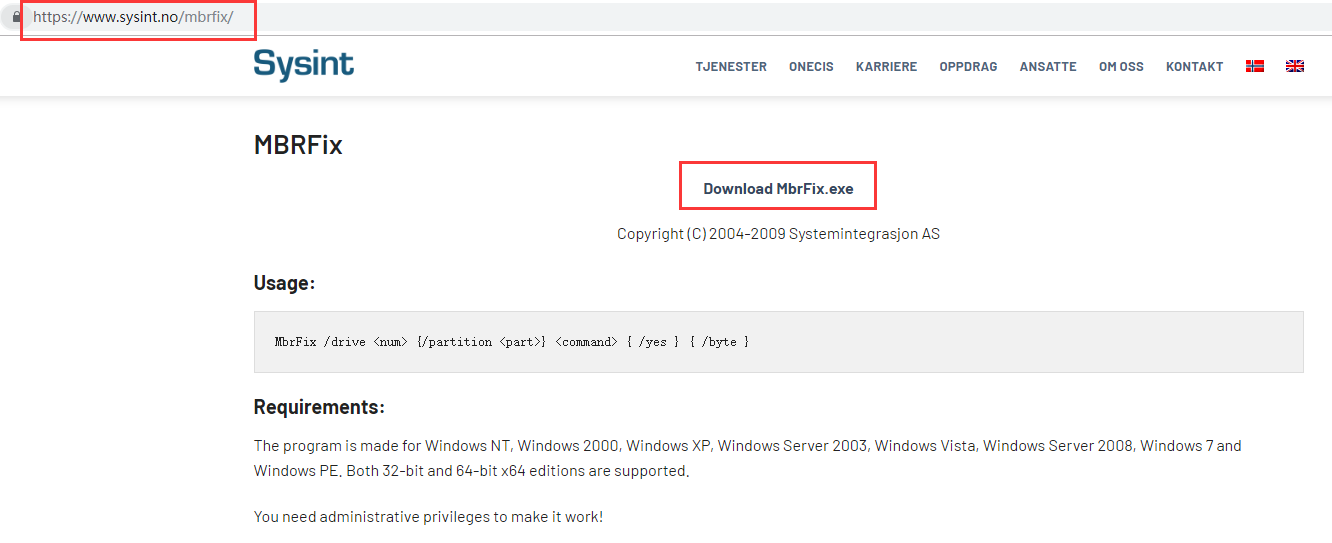 https://www.sysint.no/mbrfix/
Sysint
TJENESTER ONECIS KARRIERE OPPDRAG ANSATTE OM OSS KONTAKT
MBRFix
Download MbrFix.exe
Copyright (C) 2004-2009 Systemintegrasjon AS
Usage:
MbrFix /drive <num> {/partition <part>} <command> { /yes } { /byte }
Requirements:
The program is made for Windows NT, Windows 2000, Windows XP, Windows Server 2003, Windows Vista, Windows Server 2008, Windows 7 and
Windows PE. Both 32-bit and 64-bit x64 editions are supported.
You need administrative privileges to make it work!